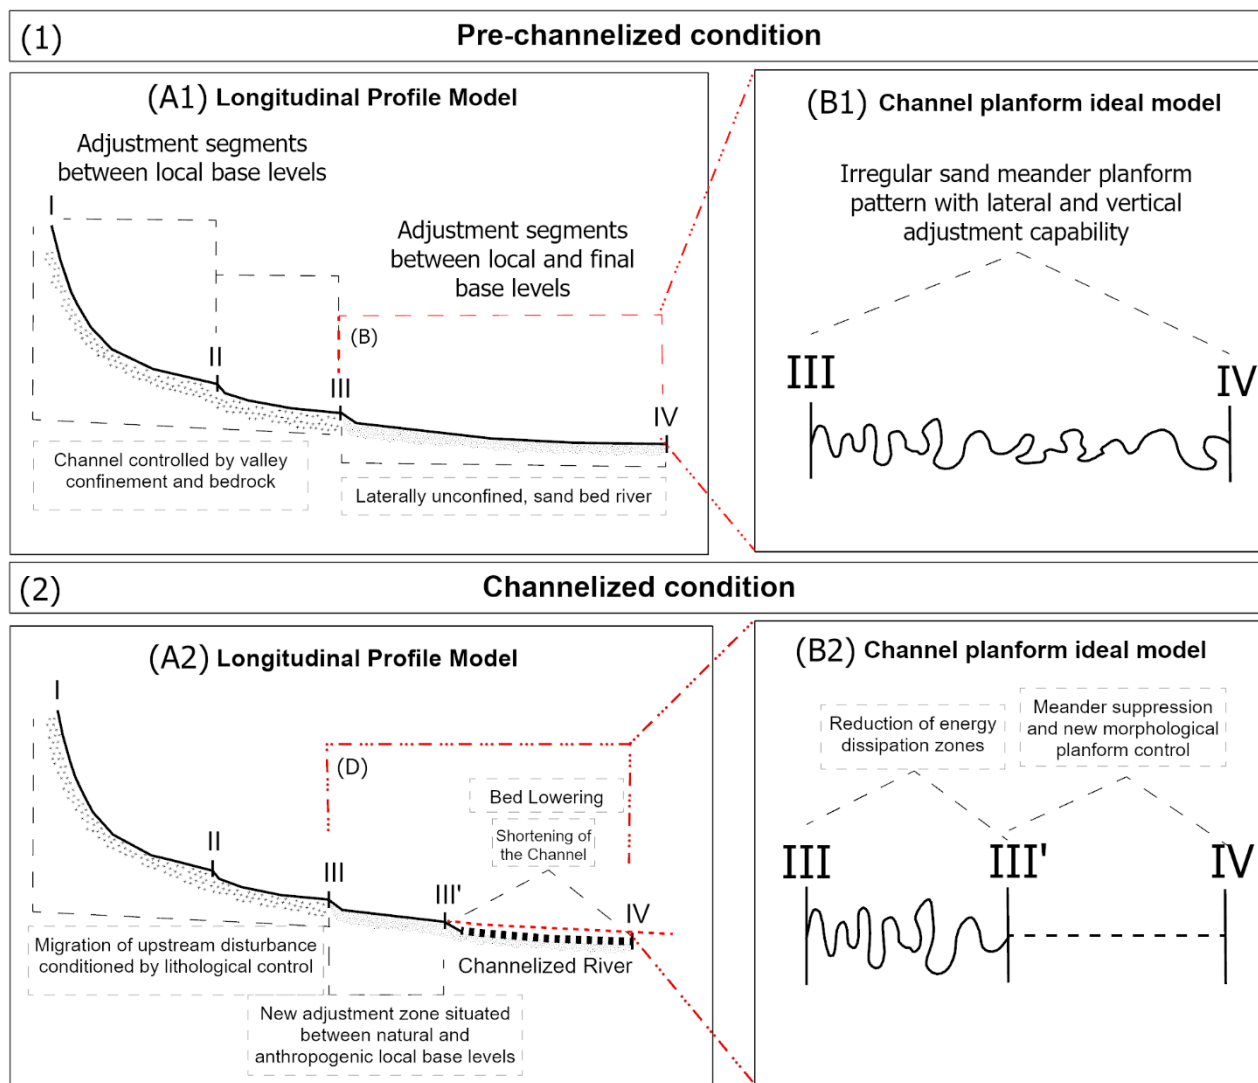 (1)
Pre-channelized condition
(A1) Longitudinal Profile Model
Adjustment segments
between local base levels
I
Adjustment segments
between local and final
base levels
(B)
II
III
IV
Channel controlled by valley
confinement and bedrock
Laterally unconfined, sand bed river
(B1) Channel planform ideal model
Irregular sand meander planform
pattern with lateral and vertical
adjustment capability
III
IV
(2)
Channelized condition
(A2) Longitudinal Profile Model
I
(D)
Bed Lowering
Shortening of
the Channel
II
III
III'
IV
Channelized River
Migration of upstream disturbance
conditioned by lithological control
New adjustment zone situated
between natural and
anthropogenic local base levels
(B2) Channel planform ideal model
Reduction of energy
dissipation zones
Meander suppression
and new morphological
planform control
III
III'
IV